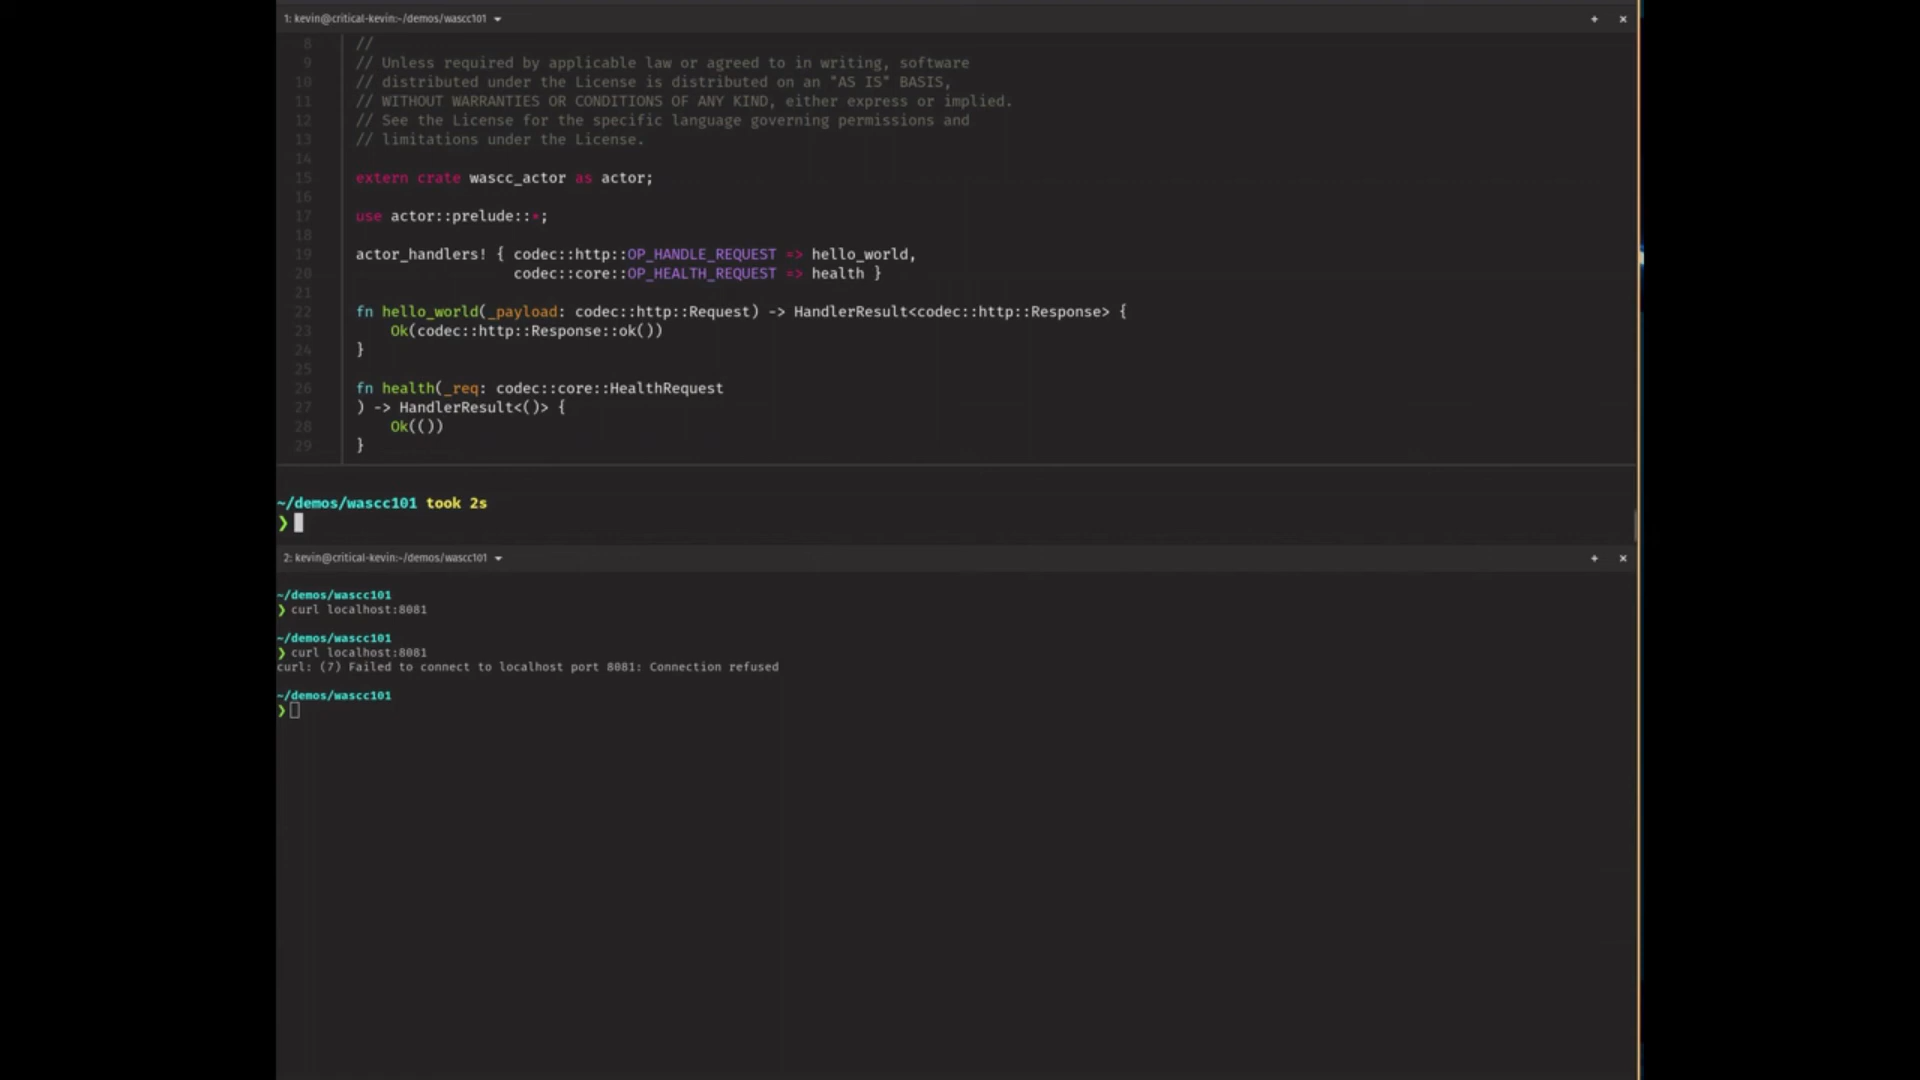 1: kevin@critical-kevin:~/demos/wascc101
8 //
9 // Unless required by applicable law or agreed to in writing, software
10 // distributed under the License is distributed on an "AS IS" BASIS,
11 // WITHOUT WARRANTIES OR CONDITIONS OF ANY KIND, either express or implied.
12 // See the License for the specific language governing permissions and
13 // limitations under the License.
14
15 extern crate wascc_actor as actor;
16
17 use actor::prelude::*;
18
19 actor_handlers! { codec::http::OP_HANDLE_REQUEST => hello_world,
20 codec::core::OP_HEALTH_REQUEST => health }
21
22 fn hello_world(_payload: codec::http::Request) -> HandlerResult<codec::http::Response> {
23 Ok(codec::http::Response::ok())
24 }
25
26 fn health(_req: codec::core::HealthRequest
27 ) -> HandlerResult<()> {
28 Ok(())
29 }
~/demos/wascc101 took 2s
❯
2: kevin@critical-kevin:~/demos/wascc101
~/demos/wascc101
❯ curl localhost:8081
~/demos/wascc101
❯ curl localhost:8081
curl: (7) Failed to connect to localhost port 8081: Connection refused
~/demos/wascc101
❯